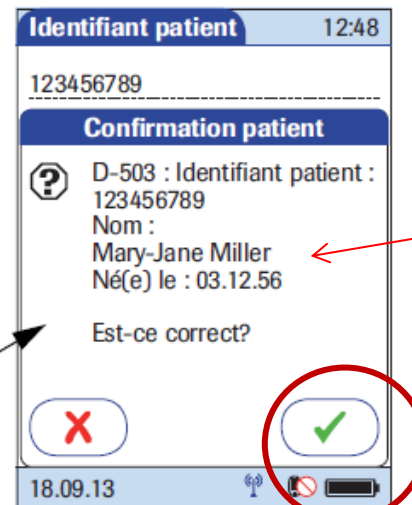 Identifiant patient 12:48
123456789
Confirmation patient
D-503 : Identifiant patient :
123456789
Nom :
Mary-Jane Miller
Né(e) le : 03.12.56
Est-ce correct?
18.09.13